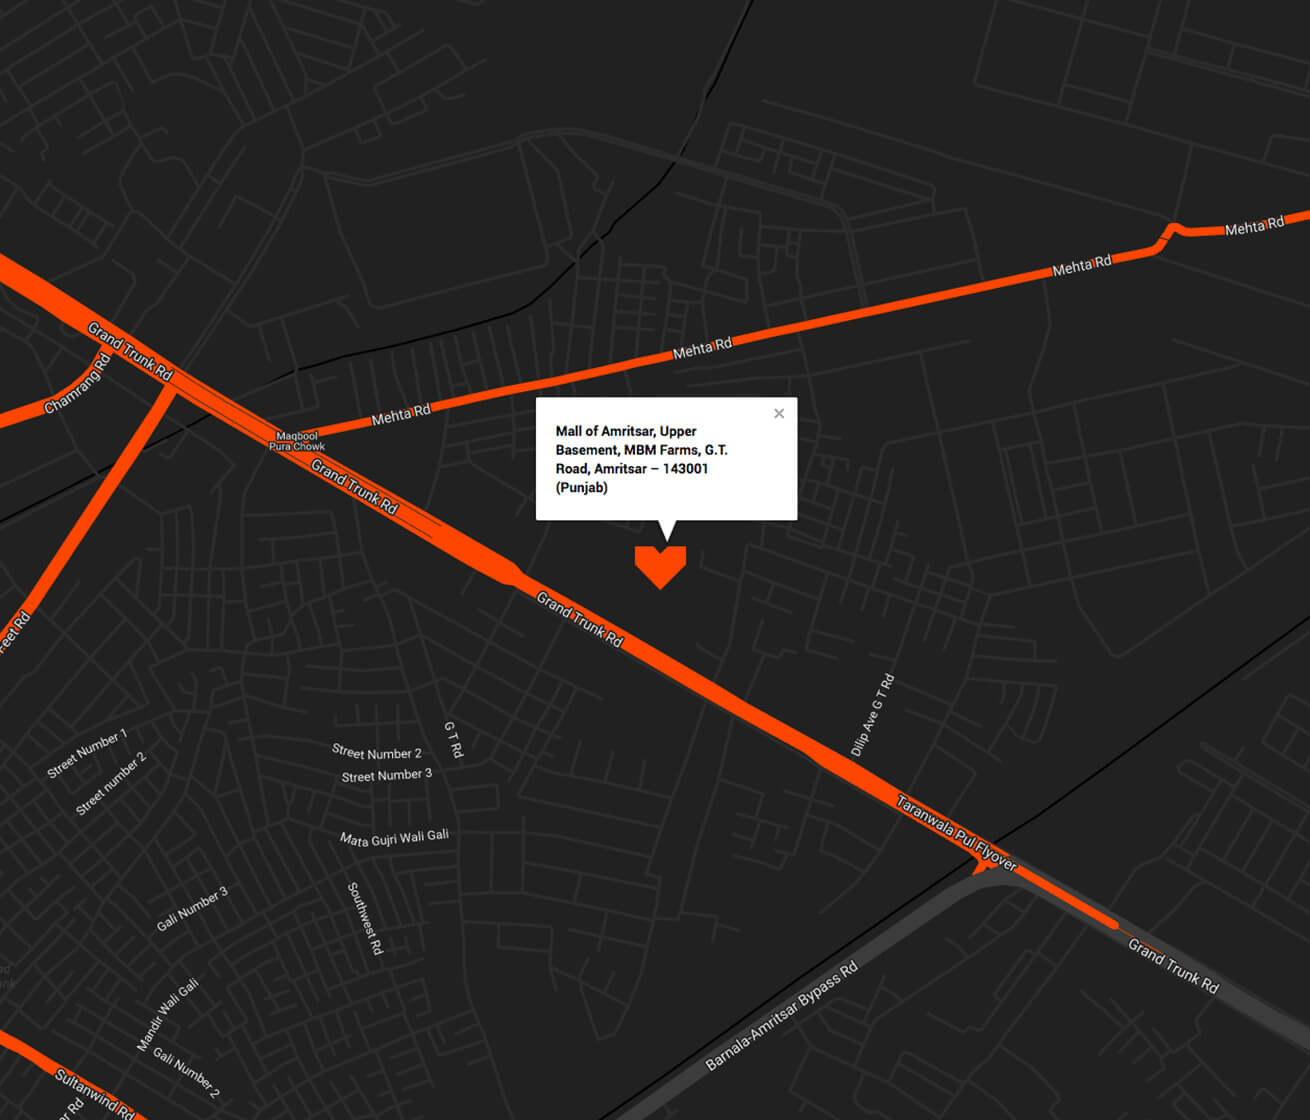 Mehta Rd
Mehta Rd
Grand Trunk Rd
Mehta Rd
Chamrang Rd
Mehta Rd
×
Mall of Amritsar, Upper
Basement, MBM Farms, G.T.
Road, Amritsar – 143001
(Punjab)
Maqbool
Pura Chowk
Grand Trunk Rd
Grand Trunk Rd
Rd
Dilip Ave G T Rd
G T Rd
Street Number 1
Street Number 2
Street Number 3
Street number 2
Taranwala Pul Flyover
Mata Gujri Wali Gali
Gali Number 3
Southwest Rd
Grand Trunk Rd
Barnala-Amritsar Bypass Rd
Mandir Wali Gali
Gali Number 2
Sultanwind Rd
Rd